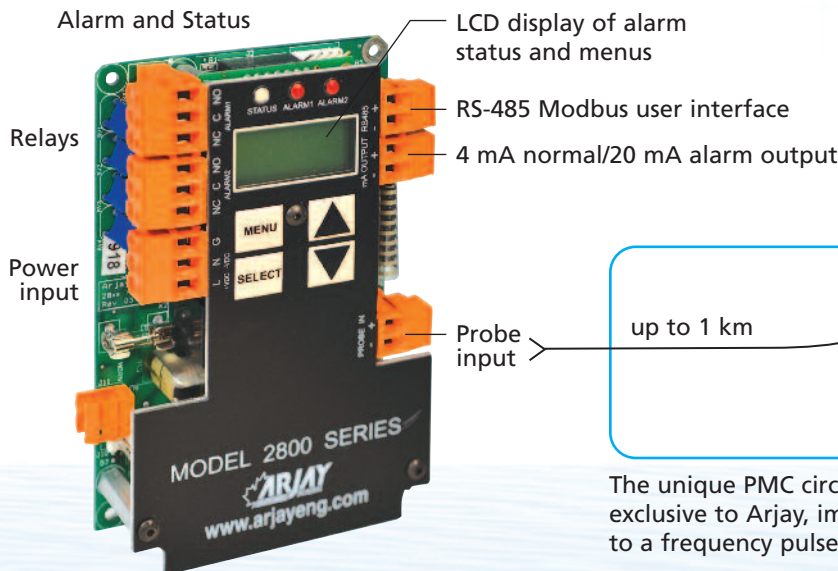 Alarm and Status
LCD display of alarm
status and menus
RS-485 Modbus user interface
4 mA normal/20 mA alarm output
Relays
Power
input
Probe
input
up to 1 km
The unique PMC circ
exclusive to Arjay, im
to a frequency pulse
STATUS ALARM1 ALARM2
NO
C
NC
ALARM1
NO
C
NC
ALARM2
G
N -VDC
L +VDC
+
-
RS485
+
-
mA OUTPUT
MENU
SELECT
PROBE IN
+
-
918
MODEL 2800 SERIES
ARJAY
www.arjayeng.com